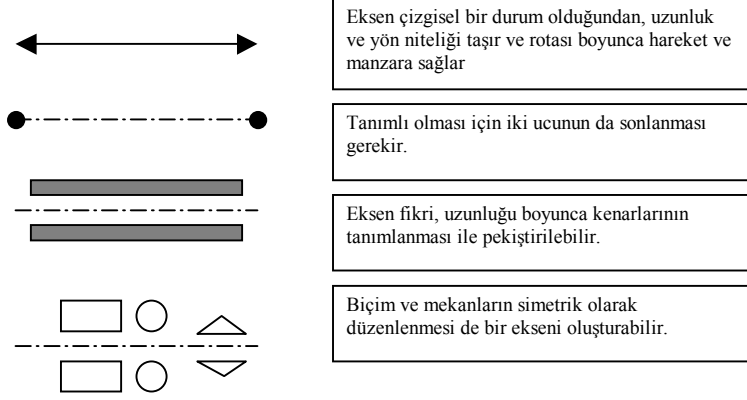 Eksen çizgisel bir durum olduğundan, uzunluk
ve yön niteliği taşır ve rotası boyunca hareket ve
manzara sağlar
Tanımlı olması için iki ucunun da sonlanması
gerekir.
Eksen fikri, uzunluğu boyunca kenarlarının
tanımlanması ile pekiştirilebilir.
Biçim ve mekanların simetrik olarak
düzenlenmesi de bir ekseni oluşturabilir.